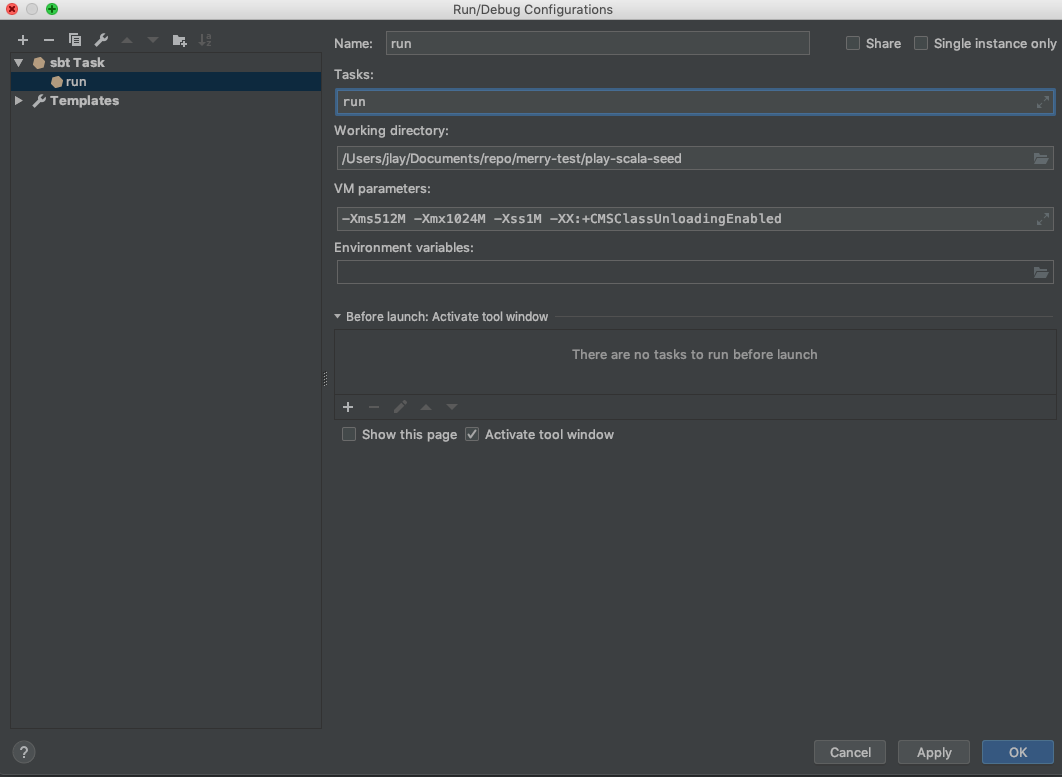 Run/Debug Configurations
Name: run Share Single instance only
sbt Task
run
Templates
Tasks:
run
Working directory:
/Users/jlay/Documents/repo/merry-test/play-scala-seed
VM parameters:
-Xms512M -Xmx1024M -Xss1M -XX:+CMSClassUnloadingEnabled
Environment variables:
Before launch: Activate tool window
There are no tasks to run before launch
Show this page Activate tool window
? Cancel Apply OK